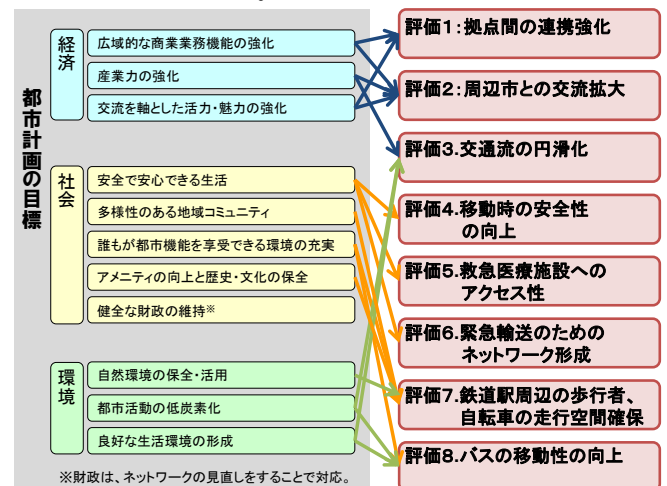 都市計画の目標
経済
広域的な商業業務機能の強化
産業力の強化
交流を軸とした活力・魅力の強化
社会
安全で安心できる生活
多様性のある地域コミュニティ
誰もが都市機能を享受できる環境の充実
アメニティの向上と歴史・文化の保全
健全な財政の維持※
環境
自然環境の保全・活用
都市活動の低炭素化
良好な生活環境の形成
※財政は、ネットワークの見直しをすることで対応。
評価1:拠点間の連携強化
評価2:周辺市との交流拡大
評価3.交通流の円滑化
評価4.移動時の安全性
の向上
評価5.救急医療施設への
アクセス性
評価6.緊急輸送のための
ネットワーク形成
評価7.鉄道駅周辺の歩行者、
自転車の走行空間確保
評価8.バスの移動性の向上